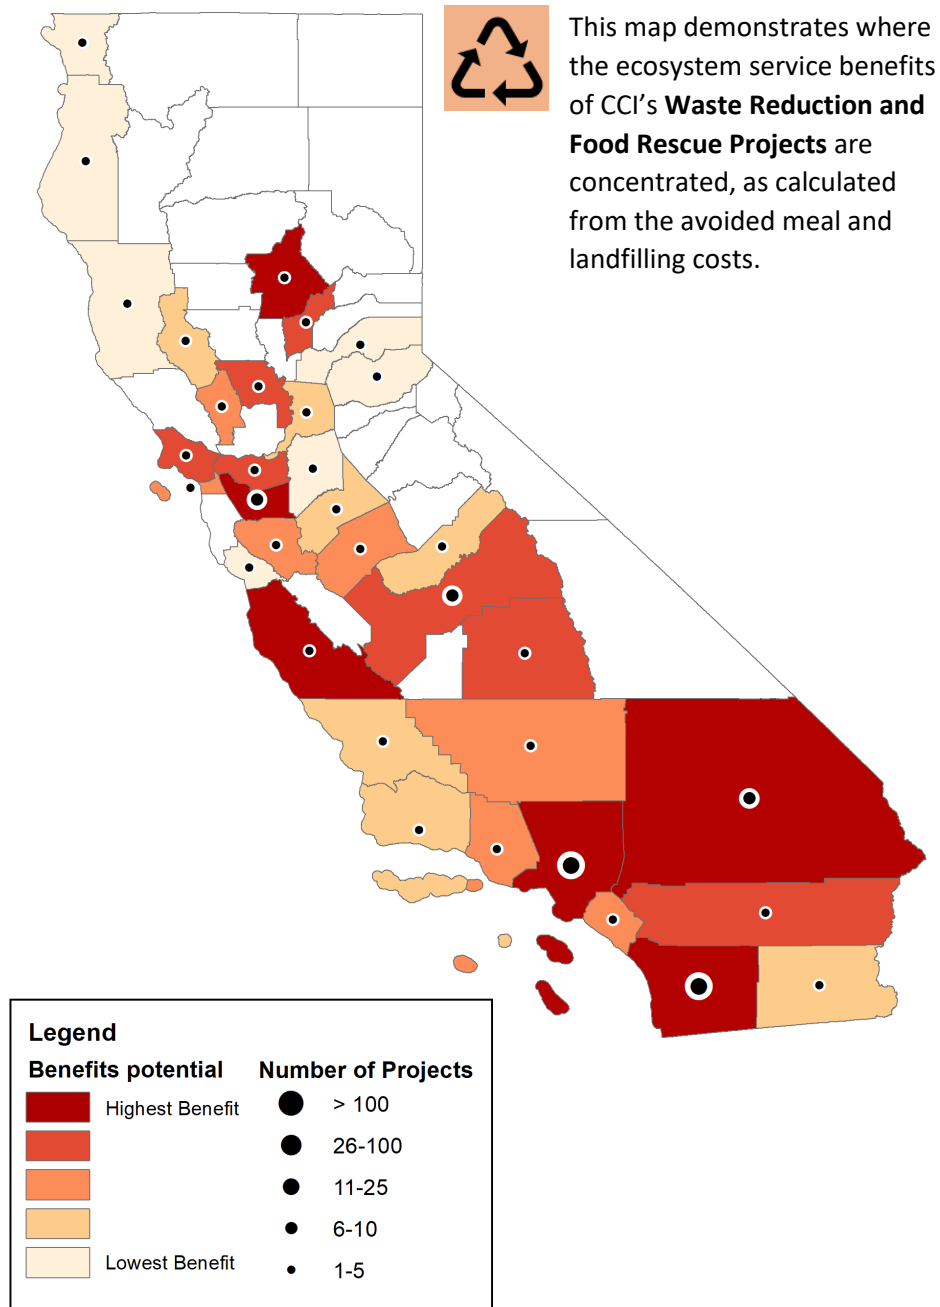 This map demonstrates where
the ecosystem service benefits
of CCI’s Waste Reduction and
Food Rescue Projects are
concentrated, as calculated
from the avoided meal and
landfilling costs.
Legend
Benefits potential
Highest Benefit
Lowest Benefit
Number of Projects
> 100
26-100
11-25
6-10
1-5